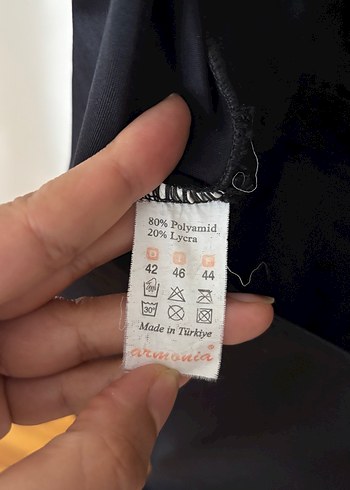 80% Polyamid
20% Lycra
D I F
42 46 44
30°
Made in Türkiye
armonia